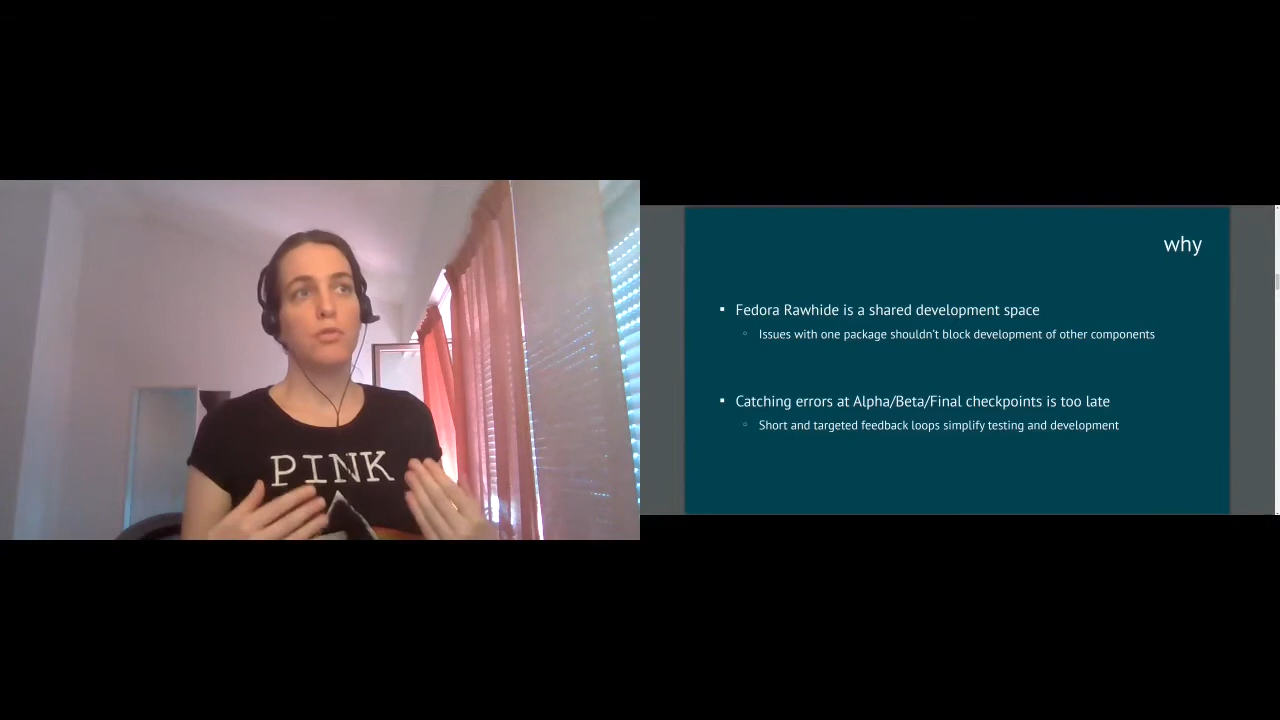 PINK
why
Fedora Rawhide is a shared development space
Issues with one package shouldn't block development of other components
Catching errors at Alpha/Beta/Final checkpoints is too late
Short and targeted feedback loops simplify testing and development